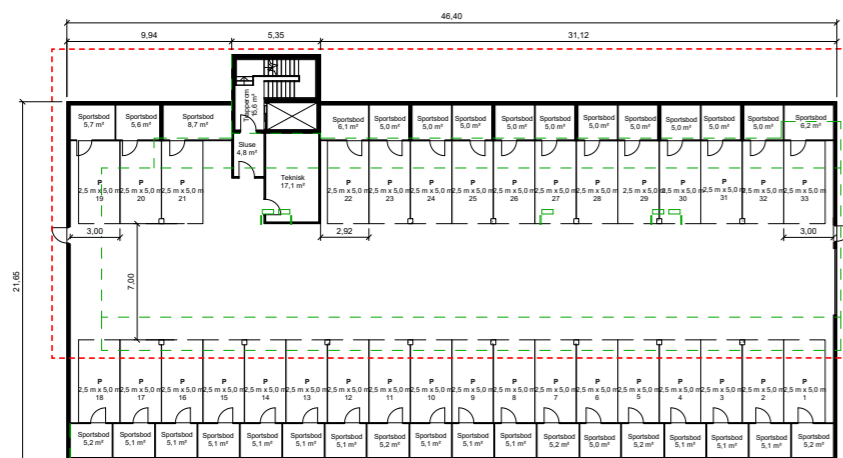 46,40
9,94 5,35 31,12
21,65
Trapperom
15,6 m²
Sportsbod
5,7 m²
Sportsbod
5,6 m²
Sportsbod
8,7 m²
Sluse
4,8 m²
Teknisk
17,1 m²
Sportsbod
6,1 m²
Sportsbod
5,0 m²
Sportsbod
5,0 m²
Sportsbod
5,0 m²
Sportsbod
5,0 m²
Sportsbod
5,0 m²
Sportsbod
5,0 m²
Sportsbod
5,0 m²
Sportsbod
5,0 m²
Sportsbod
5,0 m²
Sportsbod
5,0 m²
Sportsbod
6,2 m²
P
2,5 m x 5,0 m
19
P
2,5 m x 5,0 m
20
P
2,5 m x 5,0 m
21
P
2,5 m x 5,0 m
22
P
2,5 m x 5,0 m
23
P
2,5 m x 5,0 m
24
P
2,5 m x 5,0 m
25
P
2,5 m x 5,0 m
26
P
2,5 m x 5,0 m
27
P
2,5 m x 5,0 m
28
P
2,5 m x 5,0 m
29
P
2,5 m x 5,0 m
30
P
2,5 m x 5,0 m
31
P
2,5 m x 5,0 m
32
P
2,5 m x 5,0 m
33
3,00 2,92 3,00
7,00
P
2,5 m x 5,0 m
18
P
2,5 m x 5,0 m
17
P
2,5 m x 5,0 m
16
P
2,5 m x 5,0 m
15
P
2,5 m x 5,0 m
14
P
2,5 m x 5,0 m
13
P
2,5 m x 5,0 m
12
P
2,5 m x 5,0 m
11
P
2,5 m x 5,0 m
10
P
2,5 m x 5,0 m
9
P
2,5 m x 5,0 m
8
P
2,5 m x 5,0 m
7
P
2,5 m x 5,0 m
6
P
2,5 m x 5,0 m
5
P
2,5 m x 5,0 m
4
P
2,5 m x 5,0 m
3
P
2,5 m x 5,0 m
2
P
2,5 m x 5,0 m
1
Sportsbod
5,2 m²
Sportsbod
5,1 m²
Sportsbod
5,1 m²
Sportsbod
5,1 m²
Sportsbod
5,1 m²
Sportsbod
5,1 m²
Sportsbod
5,1 m²
Sportsbod
5,2 m²
Sportsbod
5,1 m²
Sportsbod
5,1 m²
Sportsbod
5,1 m²
Sportsbod
5,2 m²
Sportsbod
5,0 m²
Sportsbod
5,2 m²
Sportsbod
5,1 m²
Sportsbod
5,1 m²
Sportsbod
5,1 m²
Sportsbod
5,2 m²